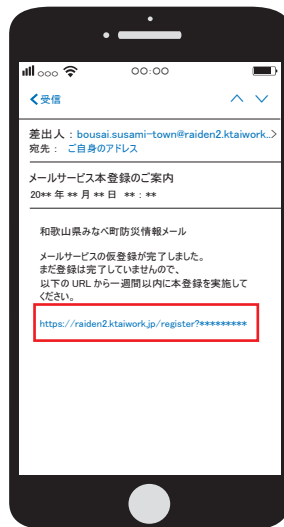 00:00
受信
差出人：bousai.susami-town@raiden2.ktaiwork..>
宛先： ご自身のアドレス
メールサービス本登録のご案内
20** 年 ** 月 ** 日 ** : **
和歌山県みなべ町防災情報メール
メールサービスの仮登録が完了しました。
まだ登録は完了していませんので、
以下の URL から一週間以内に本登録を実施して
ください。
https://raiden2.ktaiwork.jp/register?*********